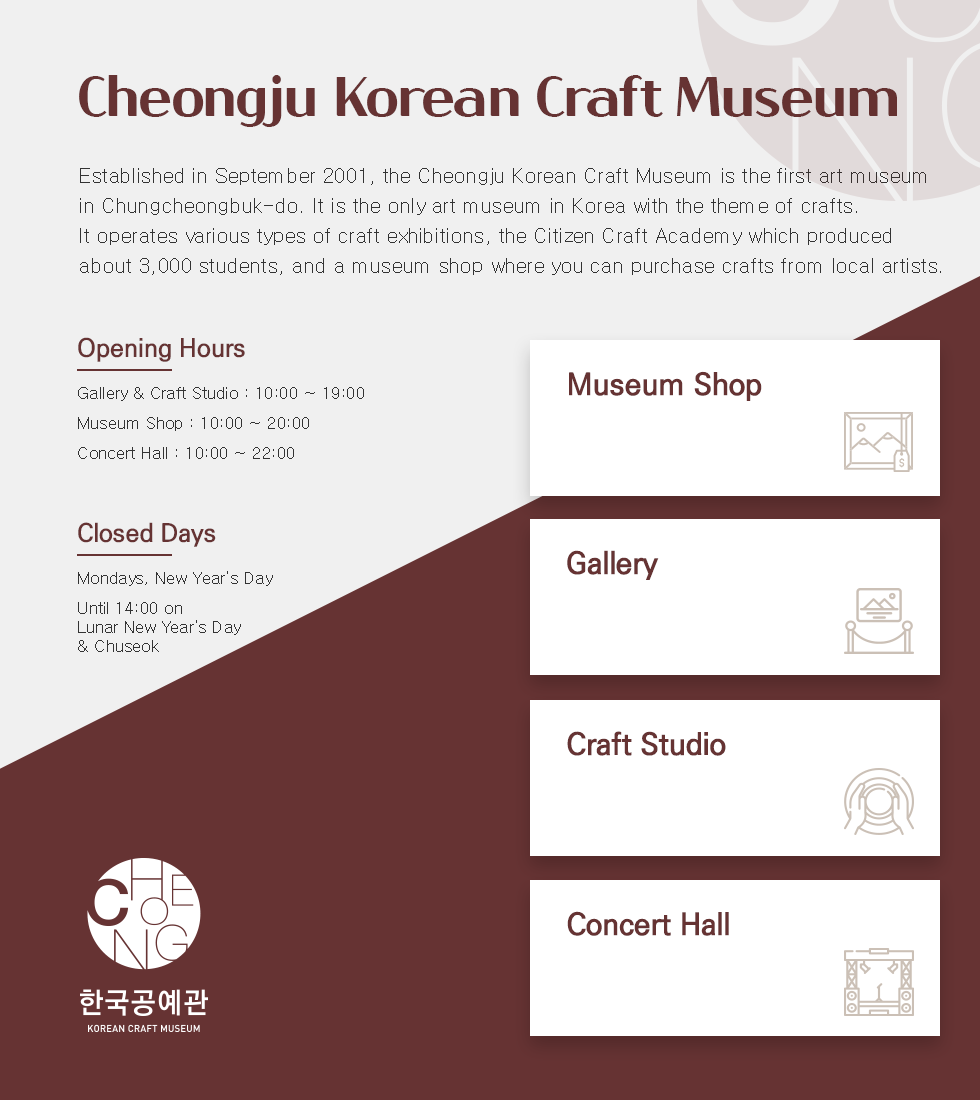 Cheongju Korean Craft Museum
Established in September 2001, the Cheongju Korean Craft Museum is the first art museum
in Chungcheongbuk-do. It is the only art museum in Korea with the theme of crafts.
It operates various types of craft exhibitions, the Citizen Craft Academy which produced
about 3,000 students, and a museum shop where you can purchase crafts from local artists.
Opening Hours
Gallery & Craft Studio : 10:00 ~ 19:00
Museum Shop : 10:00 ~ 20:00
Concert Hall : 10:00 ~ 22:00
Closed Days
Mondays, New Year's Day
Until 14:00 on
Lunar New Year's Day
& Chuseok
Museum Shop
$
Gallery
Craft Studio
Concert Hall
CHEONG
한국공예관
KOREAN CRAFT MUSEUM